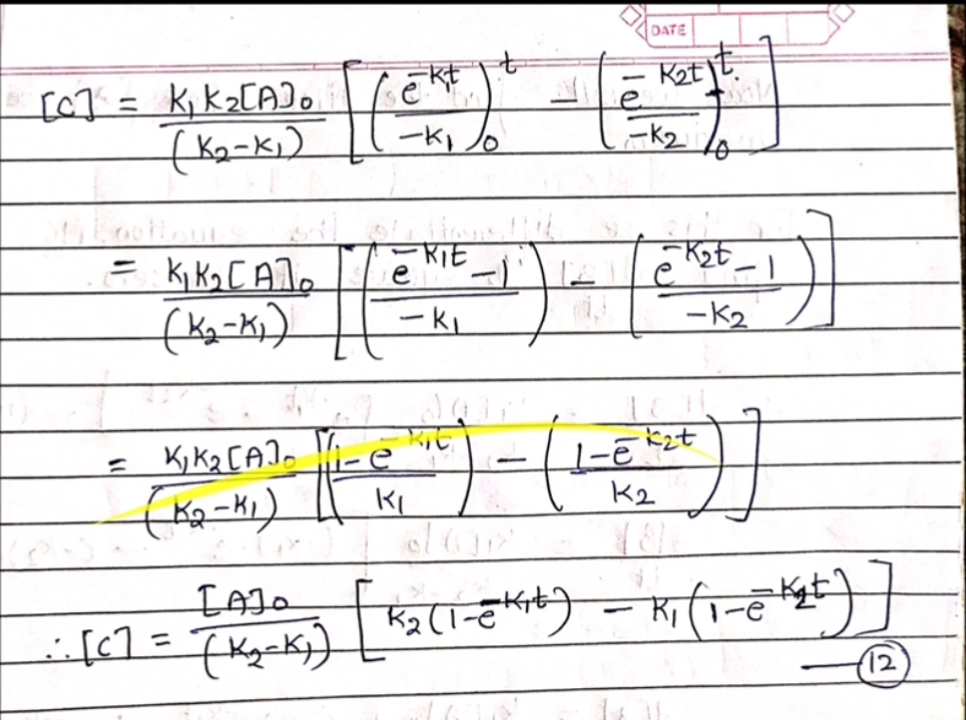 DATE
[C] = K₁K₂[A]₀/(K₂-K₁) [(e^-Kt/-K₁)₀^t - (e^-K₂t/-K₂)₀^t]
= K₁K₂[A]₀/(K₂-K₁) [(e^-K₁t -1/-K₁) - (e^-K₂t -1/-K₂)]
= K₁K₂[A]₀/(K₂-K₁) [(1-e^-K₁t/K₁) - (1-e^-K₂t/K₂)]
∴ [C] = [A]₀/(K₂-K₁) [K₂(1-e^-K₁t) - K₁(1-e^-K₂t)]
—(12)